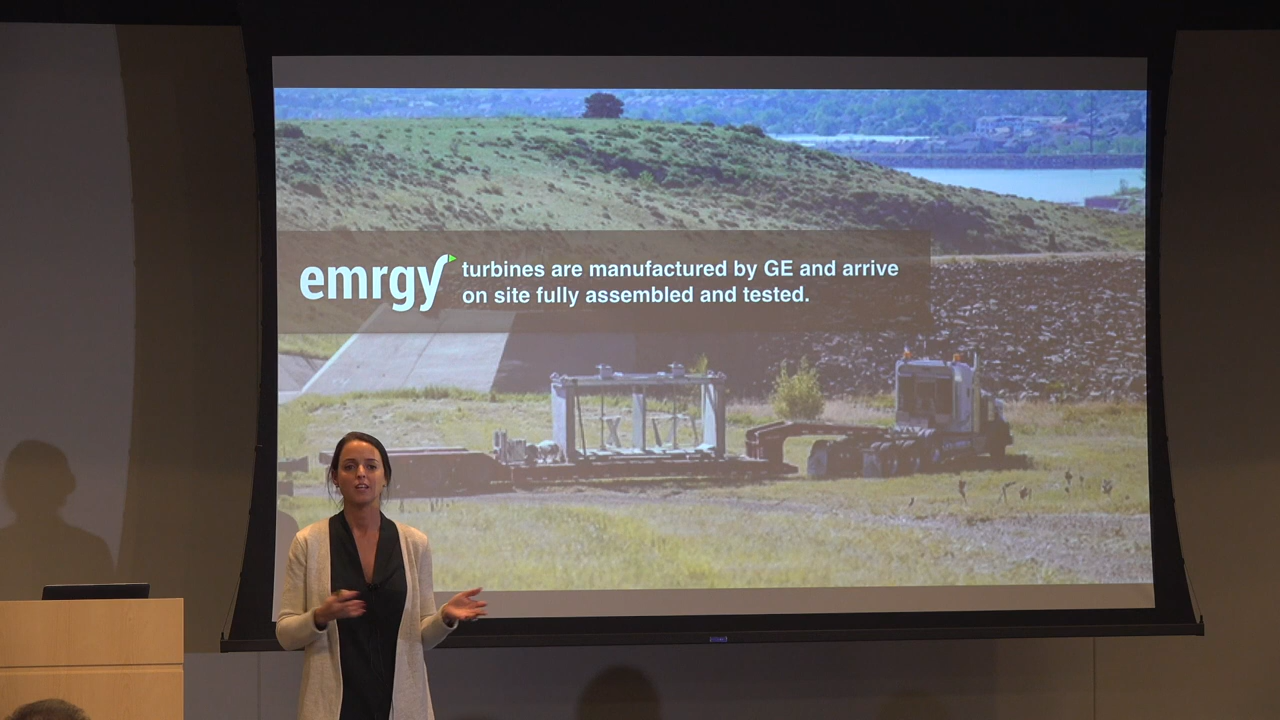 emrgy turbines are manufactured by GE and arrive
on site fully assembled and tested.